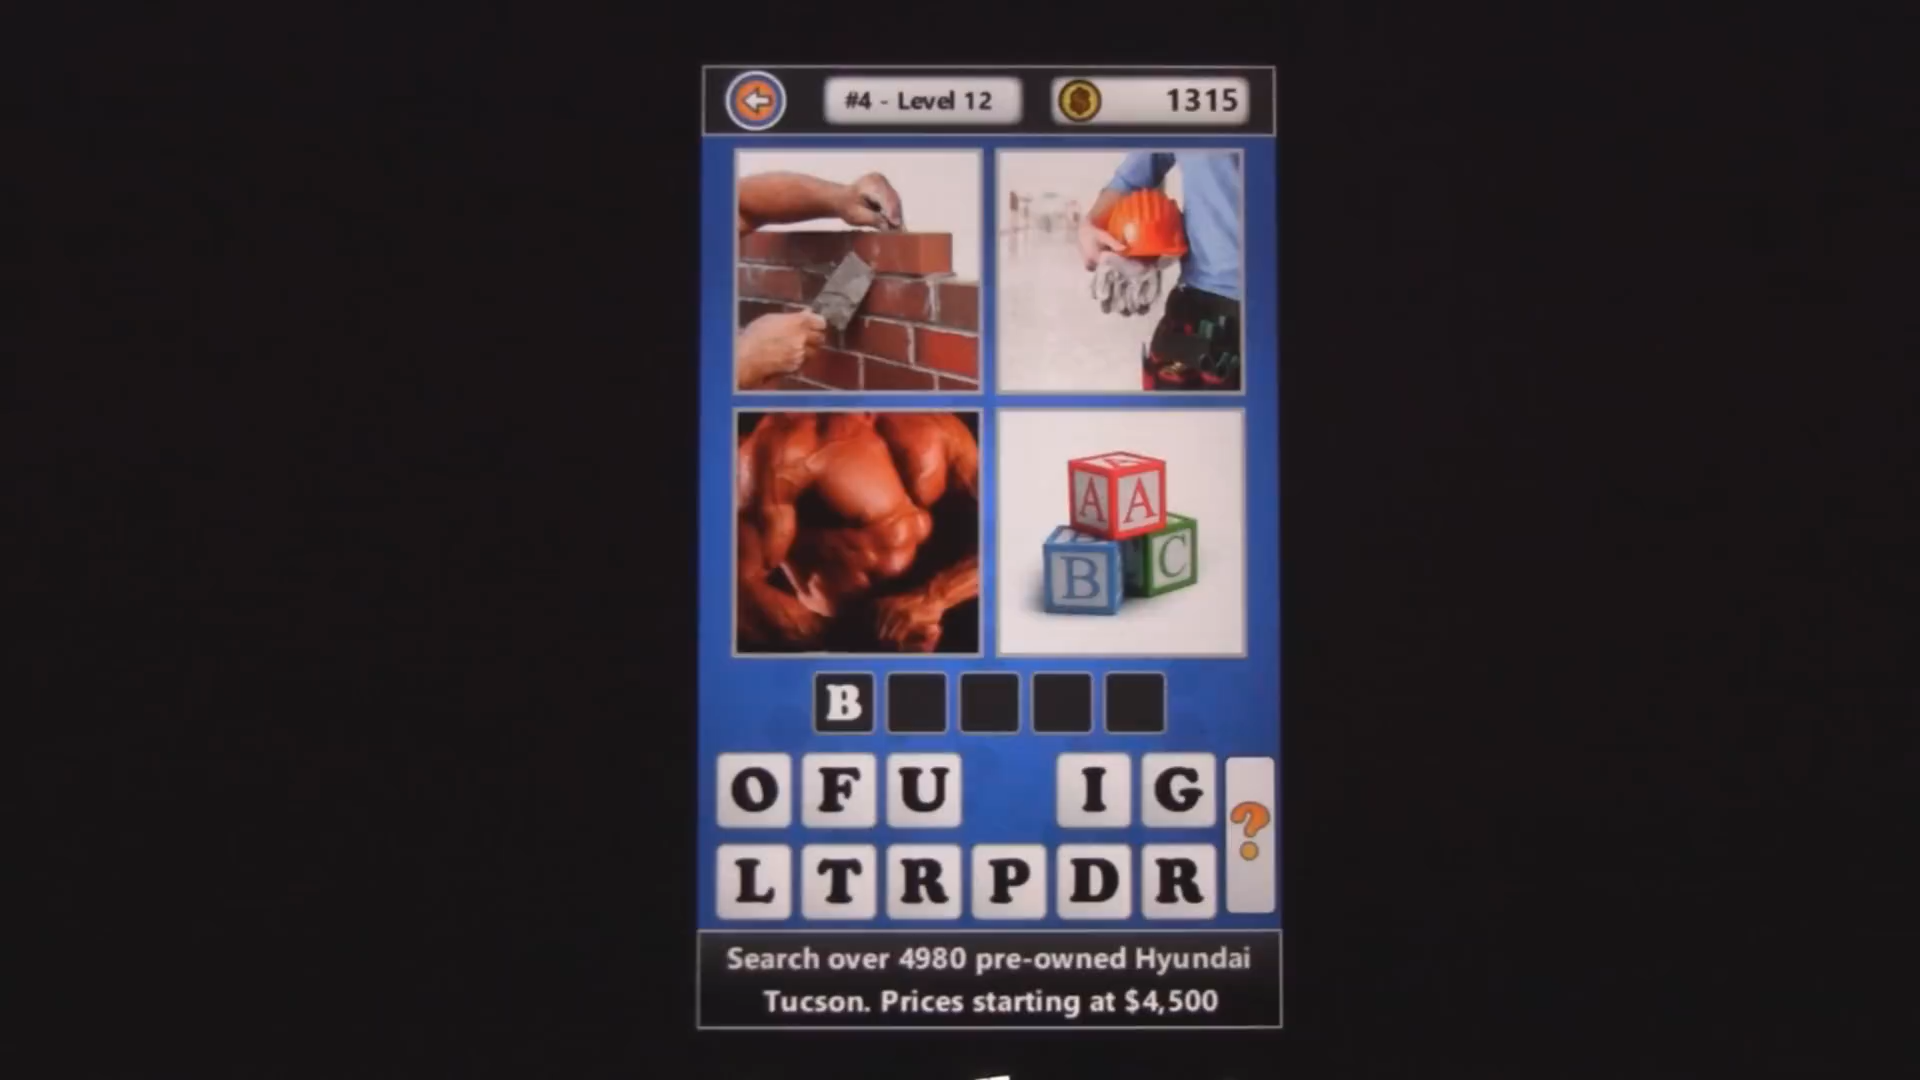 #4 - Level 12
1315
A A
B C
B
O F U I G
L T R P D R
?
Search over 4980 pre-owned Hyundai
Tucson. Prices starting at $4,500